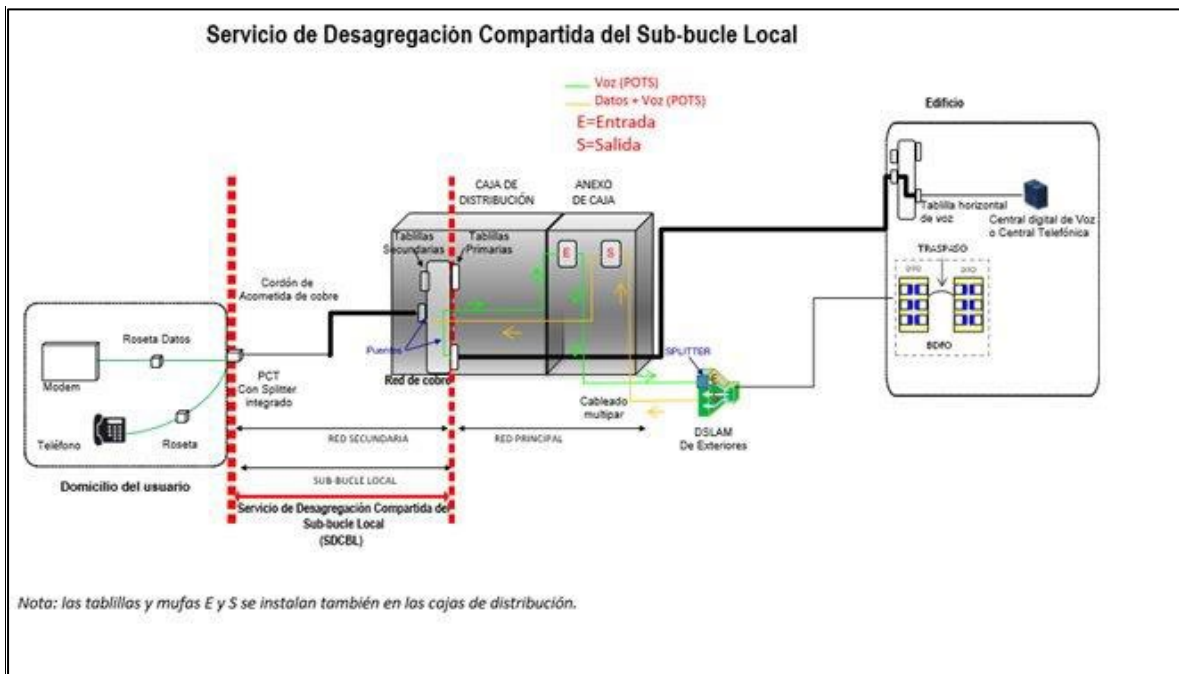 Servicio de Desagregación Compartida del Sub-bucle Local
Voz (POTS)
Datos + Voz (POTS)
E=Entrada
S=Salida
Edificio
CAJA DE
DISTRIBUCIÓN
ANEXO
DE CAJA
Tablillas
Secundarias
Tablillas
Primarias
E
S
Tablilla horizontal
de voz
Central digital de Voz
o Central Telefónica
TRASPASO
DFO
DFO
BDFO
Cordón de
Acometida de cobre
Puentes
Red de cobre
Roseta Datos
Modem
PCT
Con Splitter
integrado
Teléfono
Roseta
SPLITTER
Cableado
multipar
DSLAM
De Exteriores
RED SECUNDARIA
RED PRINCIPAL
SUB-BUCLE LOCAL
Domicilio del usuario
Servicio de Desagregación Compartida del
Sub-bucle Local
(SDCBL)
Nota: las tablillas y mufas E y S se instalan también en las cajas de distribución.